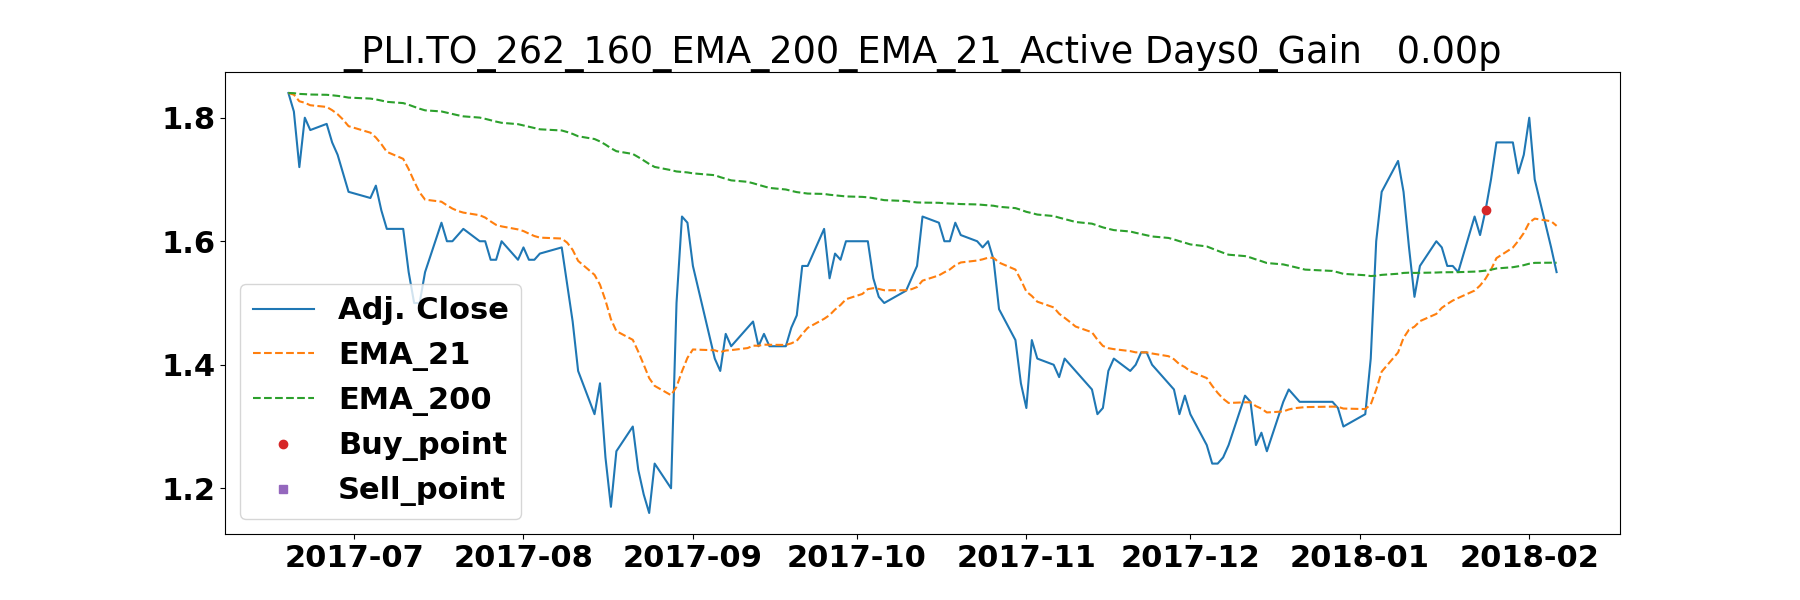 _PLI.TO_262_160_EMA_200_EMA_21_Active Days0_Gain   0.00p
1.8
1.6
1.4
1.2
Adj. Close
EMA_21
EMA_200
Buy_point
Sell_point
2017-07 2017-08 2017-09 2017-10 2017-11 2017-12 2018-01 2018-02